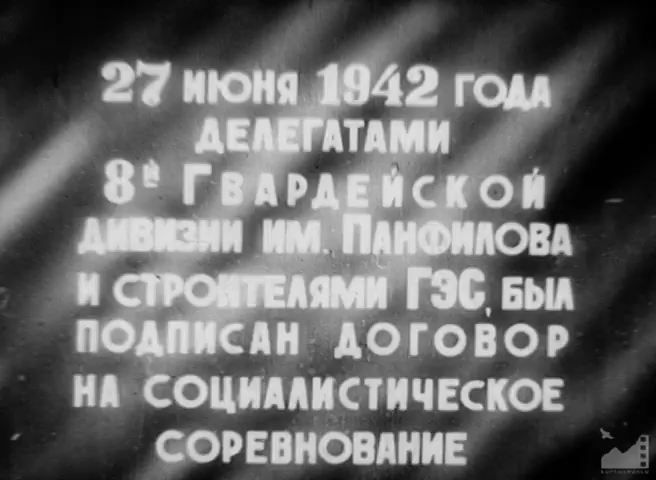 27 ИЮНЯ 1942 ГОДА
ДЕЛЕГАТАМИ
8й ГВАРДЕЙСКОЙ
ДИВИЗИИ ИМ. ПАНФИЛОВА
И СТРОИТЕЛЯМИ ГЭС, БЫЛ
ПОДПИСАН ДОГОВОР
НА СОЦИАЛИСТИЧЕСКОЕ
СОРЕВНОВАНИЕ